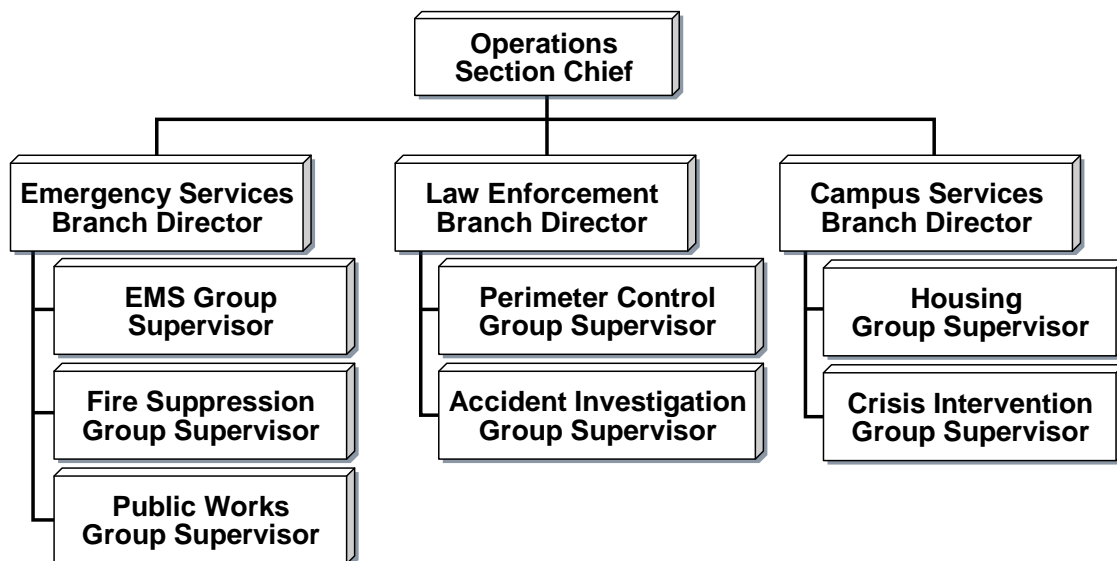 Operations
Section Chief
Emergency Services
Branch Director
Law Enforcement
Branch Director
Campus Services
Branch Director
EMS Group
Supervisor
Fire Suppression
Group Supervisor
Public Works
Group Supervisor
Perimeter Control
Group Supervisor
Accident Investigation
Group Supervisor
Housing
Group Supervisor
Crisis Intervention
Group Supervisor